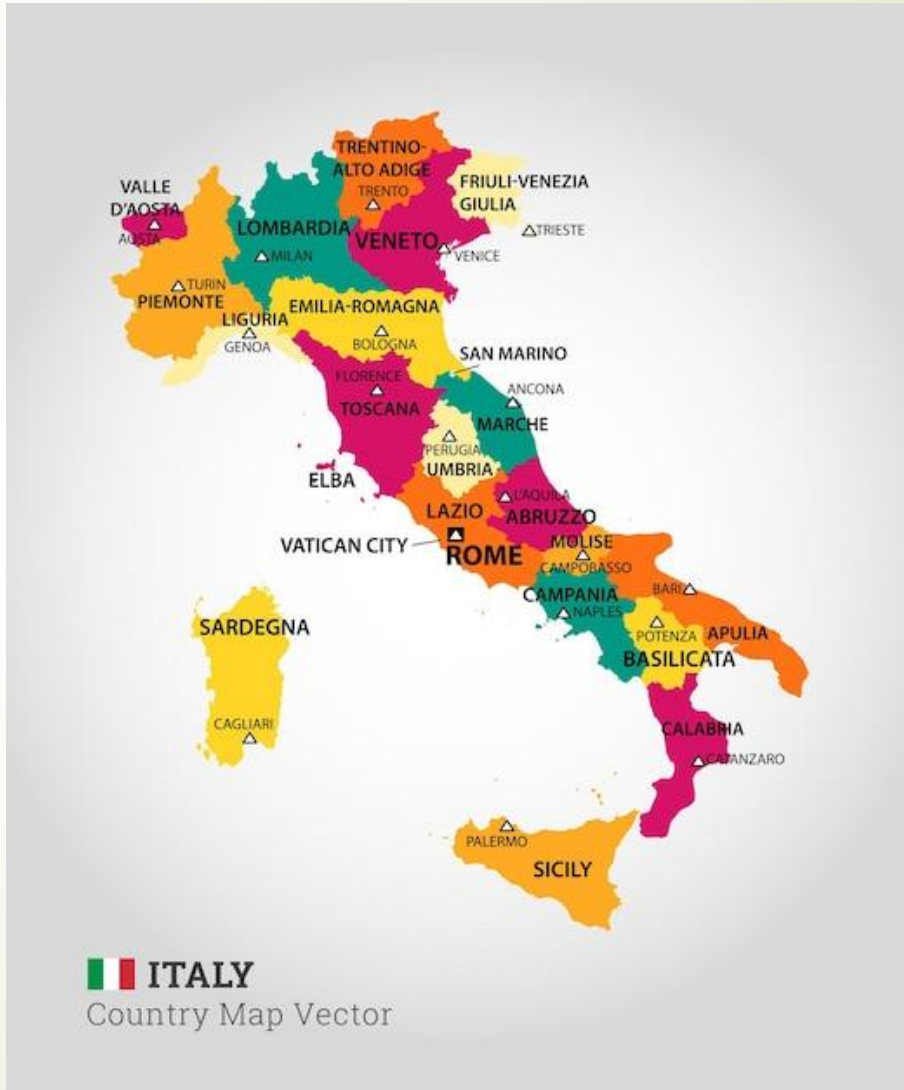 TRENTINO-
ALTO ADIGE
TRENTO
VALLE
D'AOSTA
AOSTA
FRIULI-VENEZIA
GIULIA
TRIESTE
LOMBARDIA
MILAN
VENETO
VENICE
TURIN
PIEMONTE
LIGURIA
GENOA
EMILIA-ROMAGNA
BOLOGNA
SAN MARINO
FLORENCE
TOSCANA
ANCONA
MARCHE
PERUGIA
UMBRIA
ELBA
L'AQUILA
LAZIO
ABRUZZO
VATICAN CITY
ROME
MOLISE
CAMPOBASSO
CAMPANIA
NAPLES
BARI
SARDEGNA
CAGLIARI
POTENZA
APULIA
BASILICATA
CALABRIA
CATANZARO
PALERMO
SICILY
ITALY
Country Map Vector